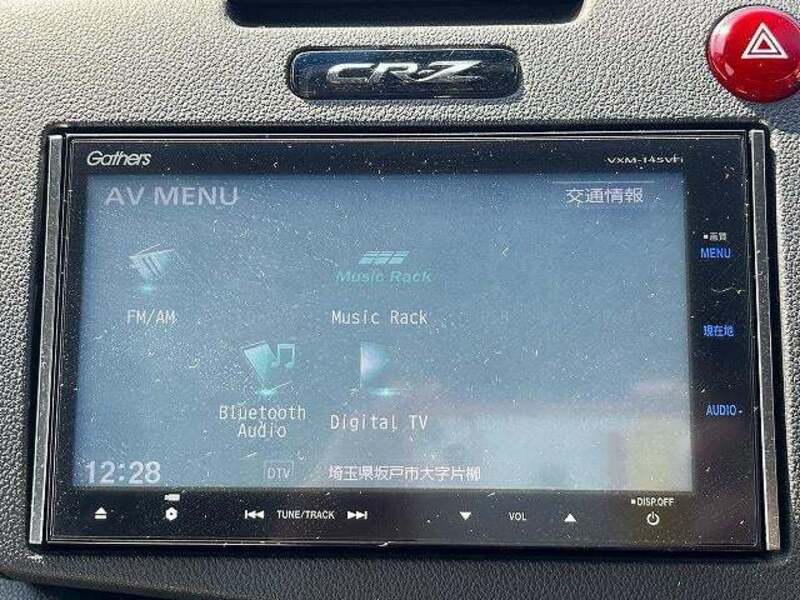 CR-Z
Gathers VXM-145VFi
AV MENU 交通情報
■画質
MENU
Music Rack
FM/AM Music Rack
現在地
Bluetooth
Audio Digital TV
AUDIO
12:28 DTV 埼玉県坂戸市大字片柳
■DISP.OFF
TUNE/TRACK VOL